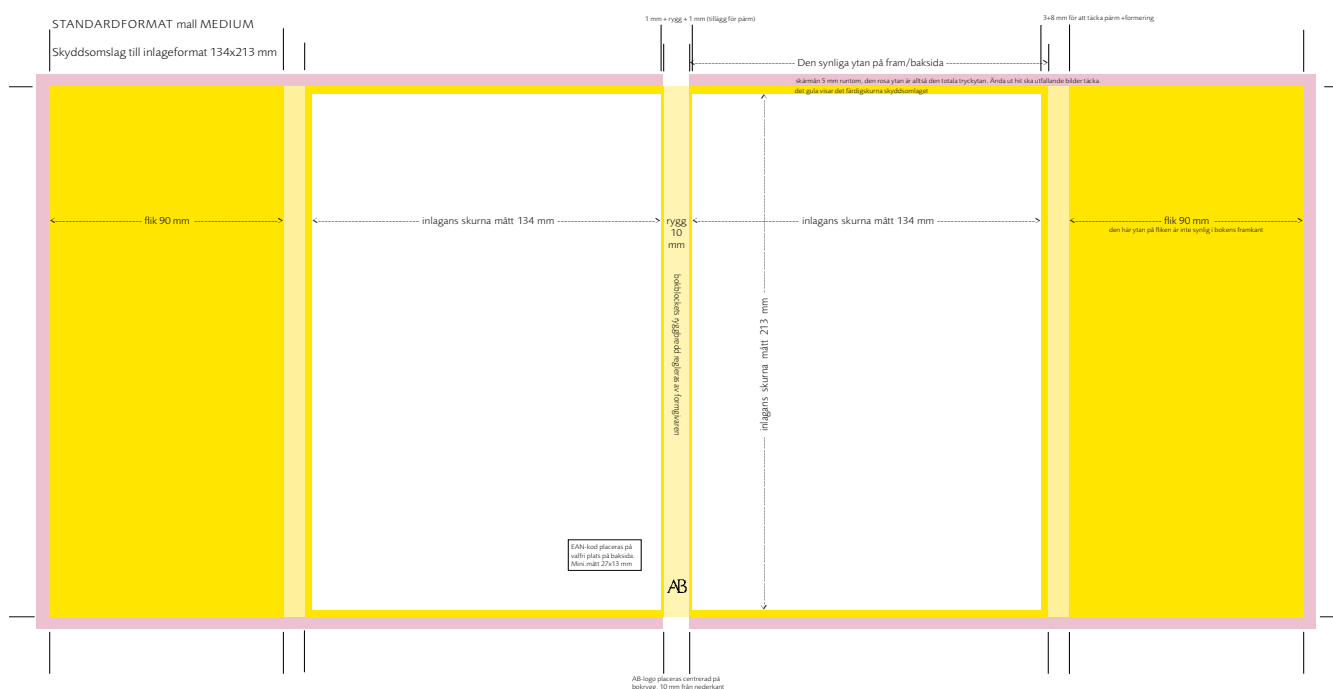 STANDARDFORMAT mall MEDIUM
Skyddsomslag till inlageformat 134x213 mm
1 mm + rygg + 1 mm (tillägg för pärm)
3+8 mm för att täcka pärm +formering
Den synliga ytan på fram/baksida
skärmån 5 mm runtom, den rosa ytan är alltså den totala tryckytan. Ända ut hit ska utfallande bilder täcka.
det gula visar det färdigskurna skyddsomslaget
flik 90 mm
inlagans skurna mått 134 mm
rygg
10
mm
inlagans skurna mått 134 mm
flik 90 mm
den här ytan på fliken är inte synlig i bokens framkant
bokblockets ryggbredd regleras av formgivaren
inlagans skurna mått 213 mm
EAN-kod placeras på
valfri plats på baksida.
Mini.mått 27x13 mm
AB
AB-logo placeras centrerad på
bokrygg, 10 mm från nederkant